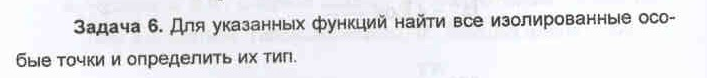 Задача 6. Для указанных функций найти все изолированные осо-
бые точки и определить их тип.